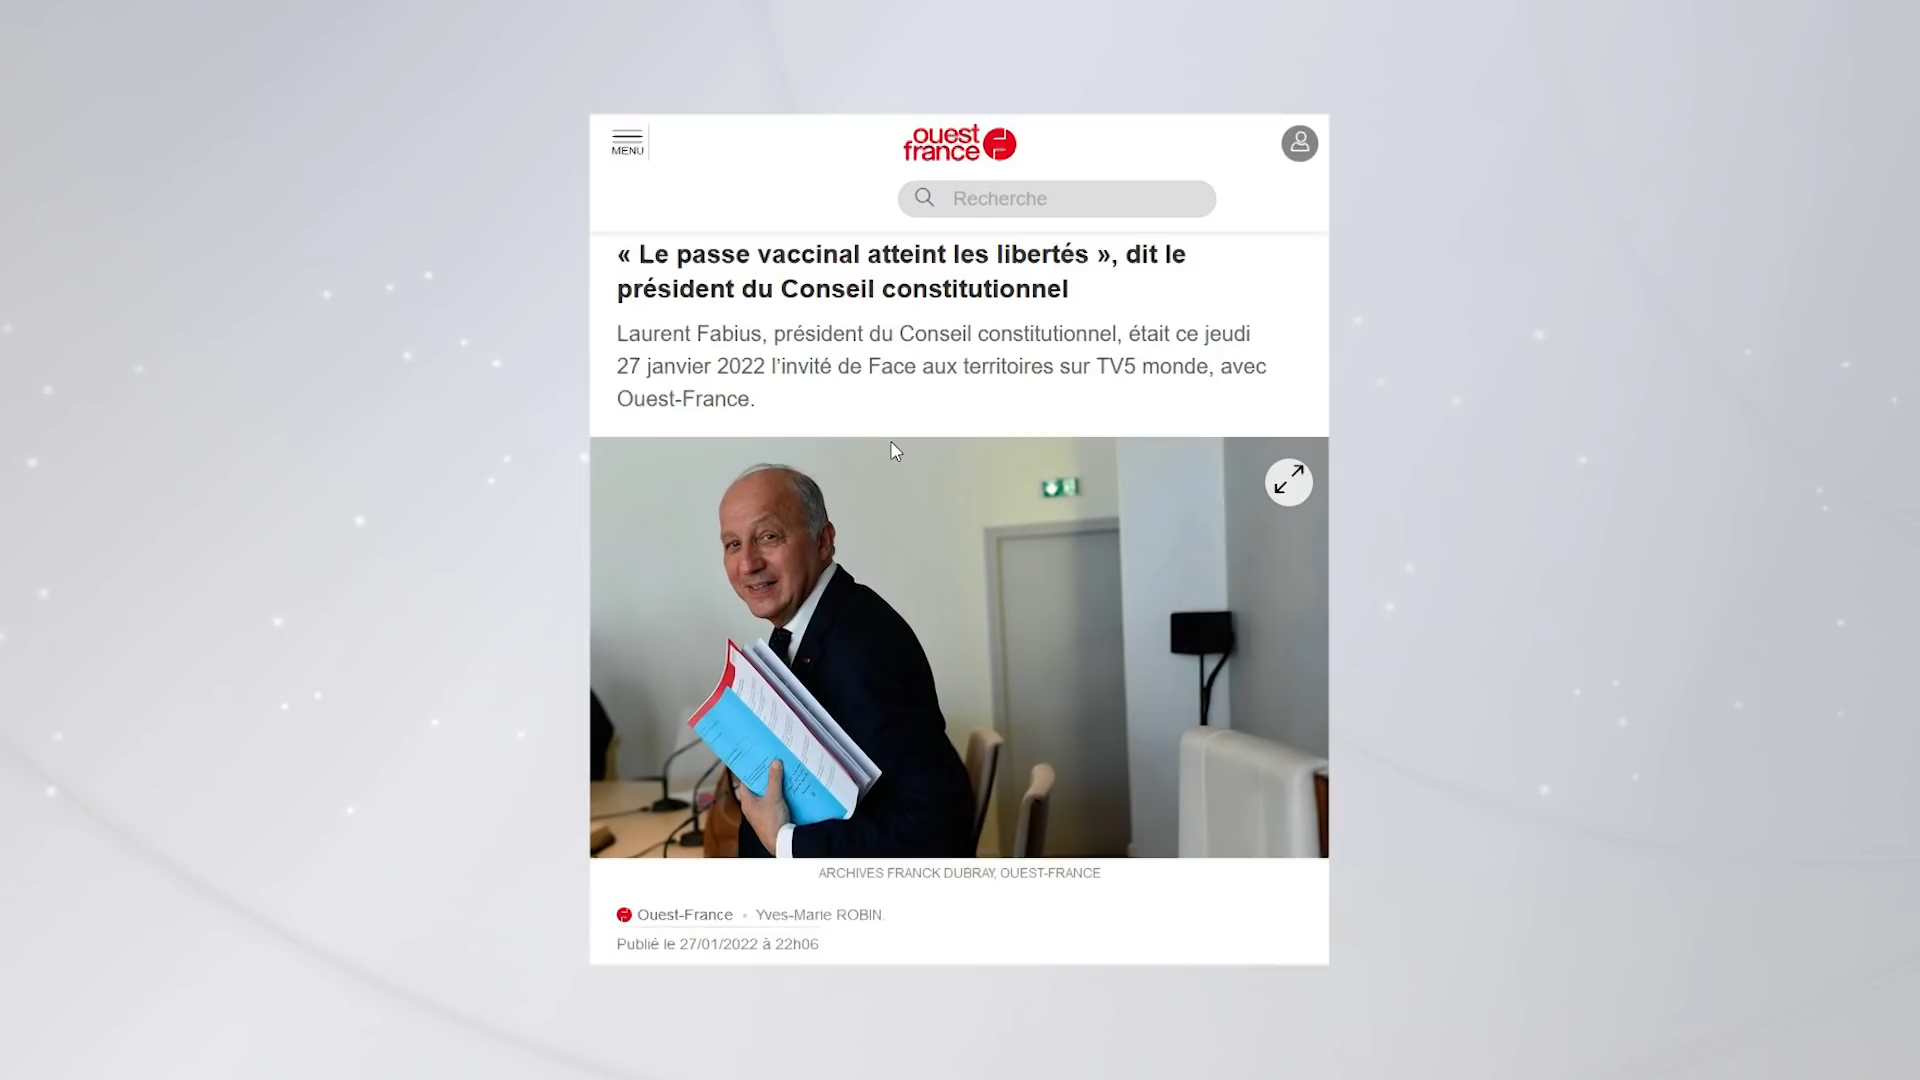 MENU
ouest
france
Recherche
« Le passe vaccinal atteint les libertés », dit le
président du Conseil constitutionnel
Laurent Fabius, président du Conseil constitutionnel, était ce jeudi
27 janvier 2022 l’invité de Face aux territoires sur TV5 monde, avec
Ouest-France.
ARCHIVES FRANCK DUBRAY, OUEST-FRANCE
Ouest-France • Yves-Marie ROBIN.
Publié le 27/01/2022 à 22h06